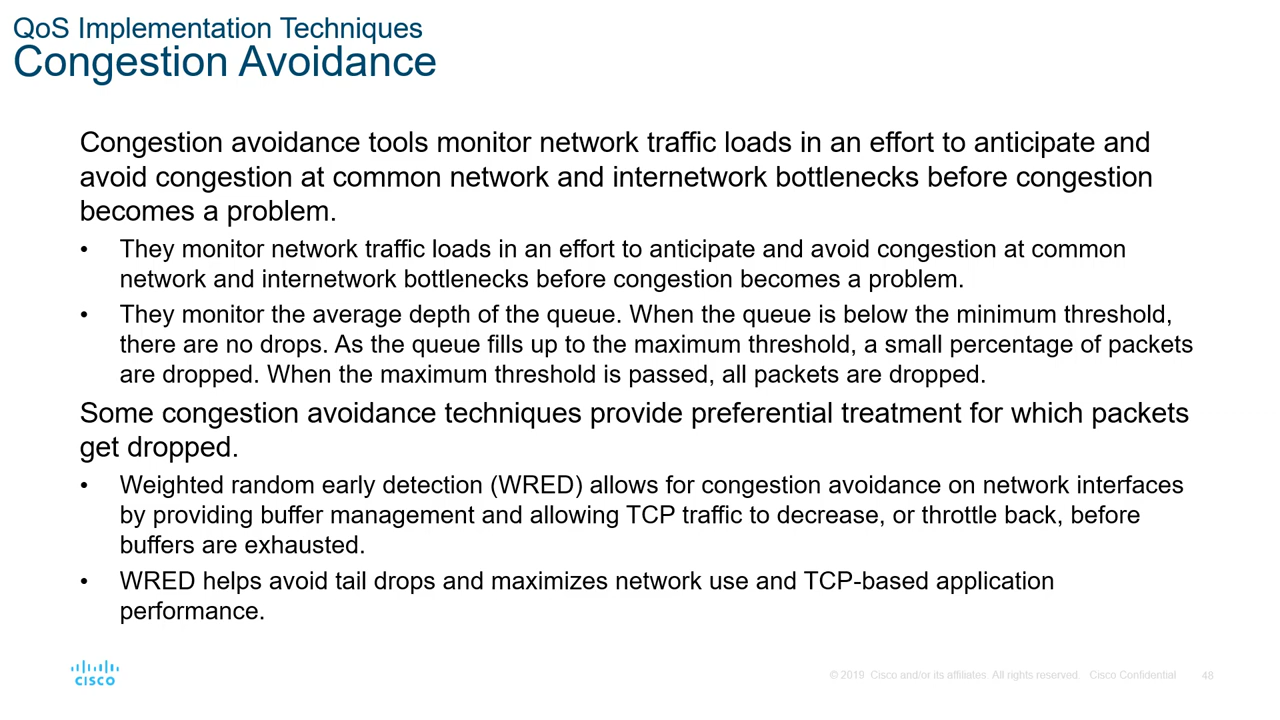 QoS Implementation Techniques
Congestion Avoidance
Congestion avoidance tools monitor network traffic loads in an effort to anticipate and
avoid congestion at common network and internetwork bottlenecks before congestion
becomes a problem.
• They monitor network traffic loads in an effort to anticipate and avoid congestion at common
network and internetwork bottlenecks before congestion becomes a problem.
• They monitor the average depth of the queue. When the queue is below the minimum threshold,
there are no drops. As the queue fills up to the maximum threshold, a small percentage of packets
are dropped. When the maximum threshold is passed, all packets are dropped.
Some congestion avoidance techniques provide preferential treatment for which packets
get dropped.
• Weighted random early detection (WRED) allows for congestion avoidance on network interfaces
by providing buffer management and allowing TCP traffic to decrease, or throttle back, before
buffers are exhausted.
• WRED helps avoid tail drops and maximizes network use and TCP-based application
performance.
CISCO
© 2019 Cisco and/or its affiliates. All rights reserved. Cisco Confidential 48